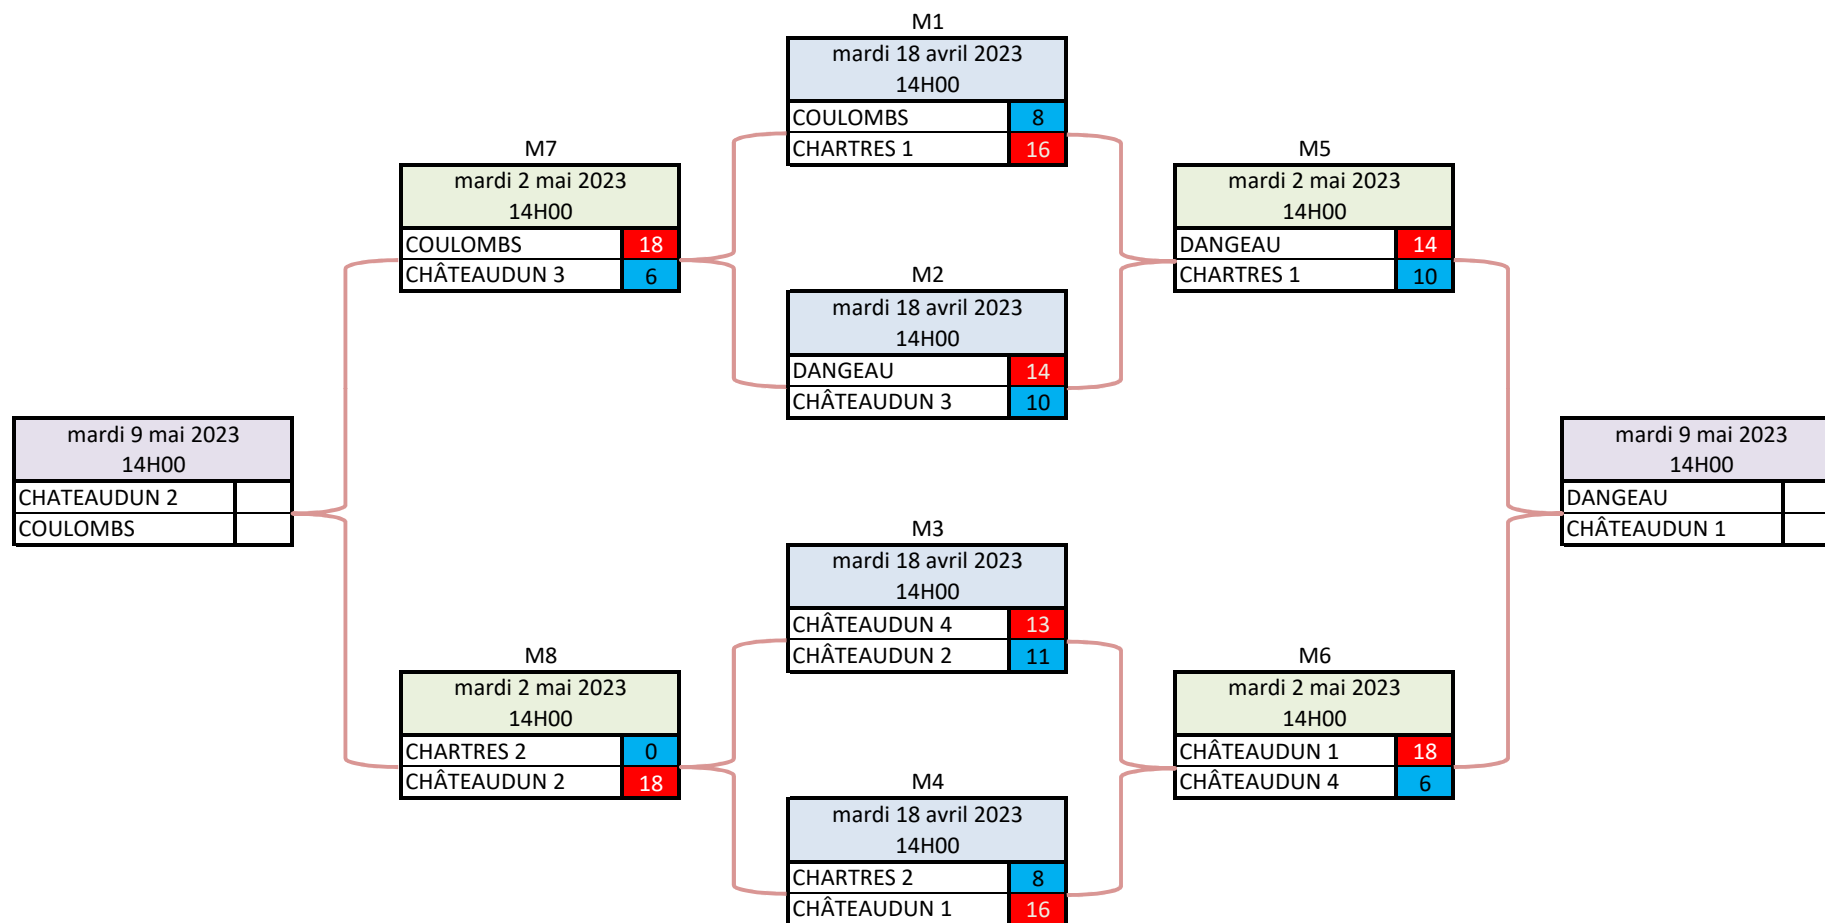 M1
mardi 18 avril 2023
14H00
COULOMBS 8
CHARTRES 1 16
M7
mardi 2 mai 2023
14H00
COULOMBS 18
CHÂTEAUDUN 3 6
M5
mardi 2 mai 2023
14H00
DANGEAU 14
CHARTRES 1 10
M2
mardi 18 avril 2023
14H00
DANGEAU 14
CHÂTEAUDUN 3 10
mardi 9 mai 2023
14H00
CHATEAUDUN 2
COULOMBS
mardi 9 mai 2023
14H00
DANGEAU
CHÂTEAUDUN 1
M3
mardi 18 avril 2023
14H00
CHÂTEAUDUN 4 13
CHÂTEAUDUN 2 11
M8
mardi 2 mai 2023
14H00
CHARTRES 2 0
CHÂTEAUDUN 2 18
M6
mardi 2 mai 2023
14H00
CHÂTEAUDUN 1 18
CHÂTEAUDUN 4 6
M4
mardi 18 avril 2023
14H00
CHARTRES 2 8
CHÂTEAUDUN 1 16